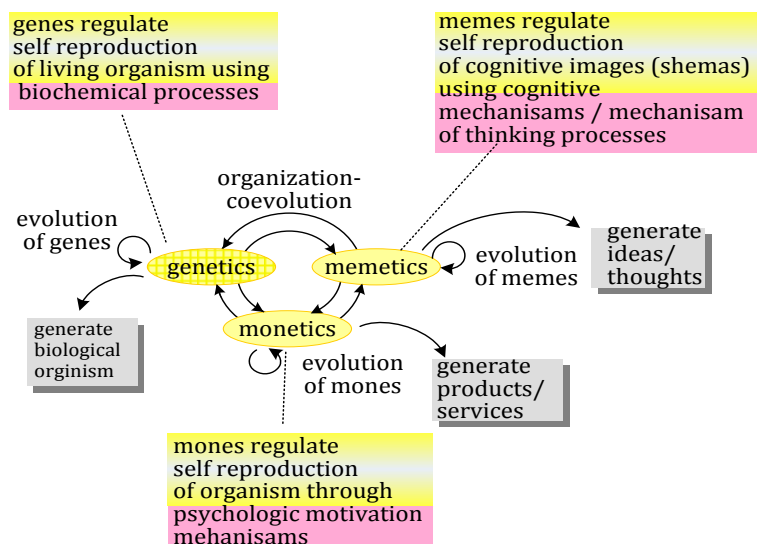 genes regulate
self reproduction
of living organism using
biochemical processes
memes regulate
self reproduction
of cognitive images (shemas)
using cognitive
mechanisams / mechanisam
of thinking processes
organization-
coevolution
evolution
of genes
genetics
memetics
evolution
of memes
generate
ideas/
thoughts
generate
biological
orginism
monetics
evolution
of mones
generate
products/
services
mones regulate
self reproduction
of organism through
psychologic motivation
mehanisams